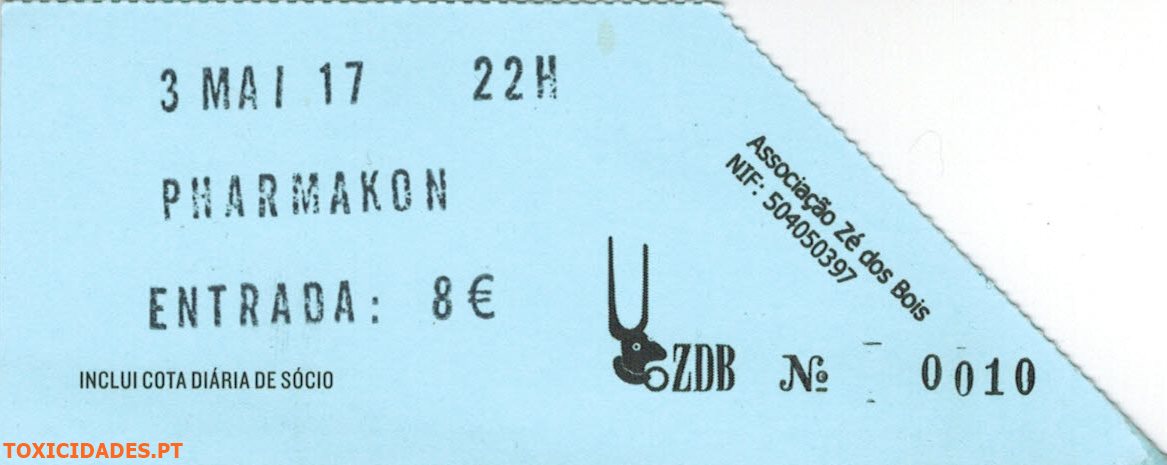 3 MAI 17 22H
PHARMAKON
ENTRADA: 8€
INCLUI COTA DIÁRIA DE SÓCIO
Associação Zé dos Bois
NIF: 504050397
ZDB Nº 0010
TOXICIDADES.PT